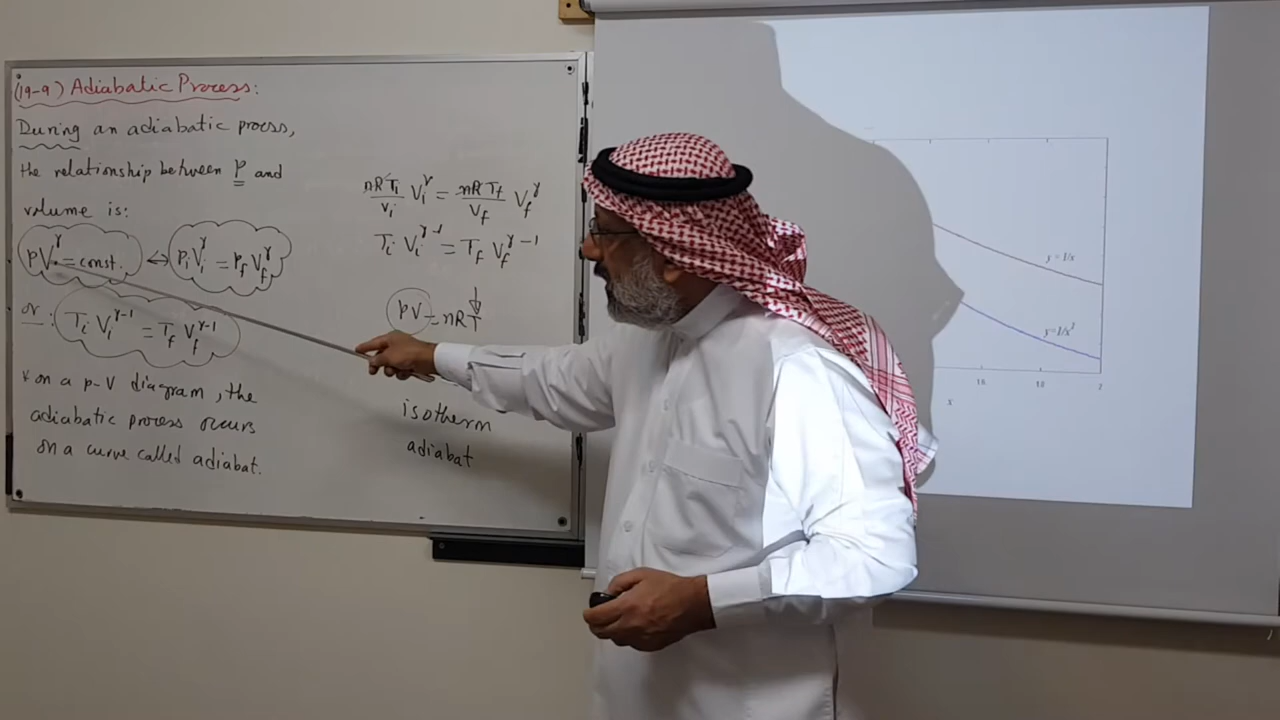 (19-9) Adiabatic Process:
During an adiabatic process,
the relationship between P and
volume is:
PV^γ = const. ↔ P_i V_i^γ = P_f V_f^γ
or : T_i V_i^γ-1 = T_f V_f^γ-1
* on a p-V diagram, the
adiabatic process occurs
on a curve called adiabat.
nRT_i/V_i V_i^γ = nRT_f/V_f V_f^γ
T_i V_i^γ-1 = T_f V_f^γ-1
PV = nRT
isotherm
adiabat
y = 1/x
y=1/x^2
1.6 1.8 2
x